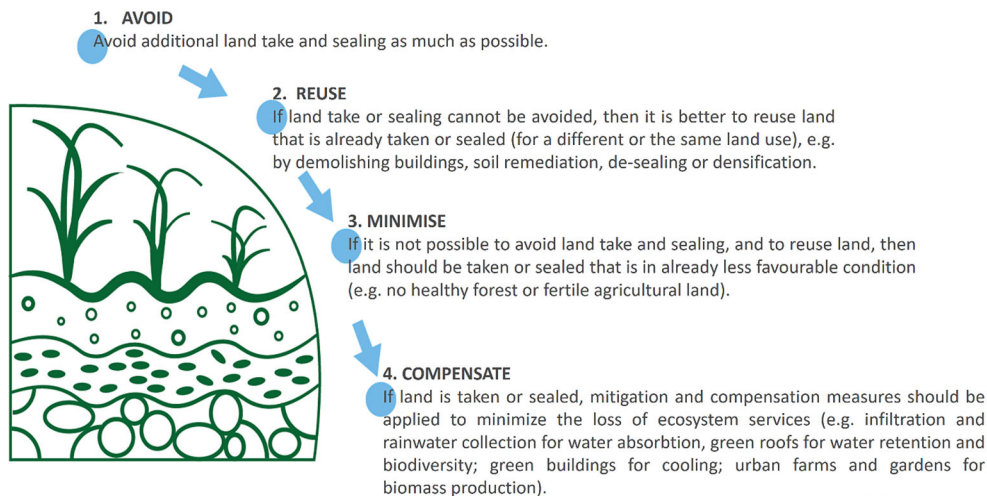 1. AVOID
Avoid additional land take and sealing as much as possible.
2. REUSE
If land take or sealing cannot be avoided, then it is better to reuse land
that is already taken or sealed (for a different or the same land use), e.g.
by demolishing buildings, soil remediation, de-sealing or densification.
3. MINIMISE
If it is not possible to avoid land take and sealing, and to reuse land, then
land should be taken or sealed that is in already less favourable condition
(e.g. no healthy forest or fertile agricultural land).
4. COMPENSATE
If land is taken or sealed, mitigation and compensation measures should be
applied to minimize the loss of ecosystem services (e.g. infiltration and
rainwater collection for water absorbtion, green roofs for water retention and
biodiversity; green buildings for cooling; urban farms and gardens for
biomass production).